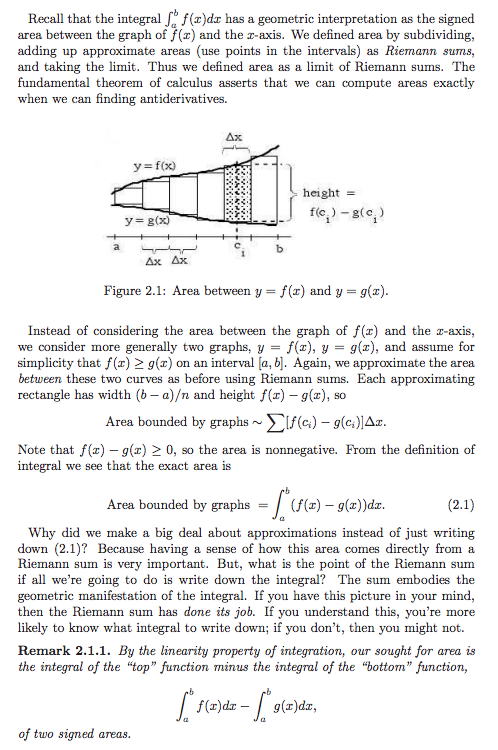 Recall that the integral ∫_a^b f(x)dx has a geometric interpretation as the signed
area between the graph of f(x) and the x-axis. We defined area by subdividing,
adding up approximate areas (use points in the intervals) as Riemann sums,
and taking the limit. Thus we defined area as a limit of Riemann sums. The
fundamental theorem of calculus asserts that we can compute areas exactly
when we can finding antiderivatives.
Δx
y = f(x)
height =
f(c_i) – g(c_i)
y = g(x)
a
c_i
b
Δx Δx
Figure 2.1: Area between y = f(x) and y = g(x).
Instead of considering the area between the graph of f(x) and the x-axis,
we consider more generally two graphs, y = f(x), y = g(x), and assume for
simplicity that f(x) ≥ g(x) on an interval [a, b]. Again, we approximate the area
between these two curves as before using Riemann sums. Each approximating
rectangle has width (b − a)/n and height f(x) − g(x), so
Area bounded by graphs ~ ∑[f(c_i) − g(c_i)]Δx.
Note that f(x) − g(x) ≥ 0, so the area is nonnegative. From the definition of
integral we see that the exact area is
Area bounded by graphs = ∫_a^b (f(x) − g(x))dx. (2.1)
Why did we make a big deal about approximations instead of just writing
down (2.1)? Because having a sense of how this area comes directly from a
Riemann sum is very important. But, what is the point of the Riemann sum
if all we're going to do is write down the integral? The sum embodies the
geometric manifestation of the integral. If you have this picture in your mind,
then the Riemann sum has done its job. If you understand this, you're more
likely to know what integral to write down; if you don't, then you might not.
Remark 2.1.1. By the linearity property of integration, our sought for area is
the integral of the "top" function minus the integral of the "bottom" function,
∫_a^b f(x)dx − ∫_a^b g(x)dx,
of two signed areas.